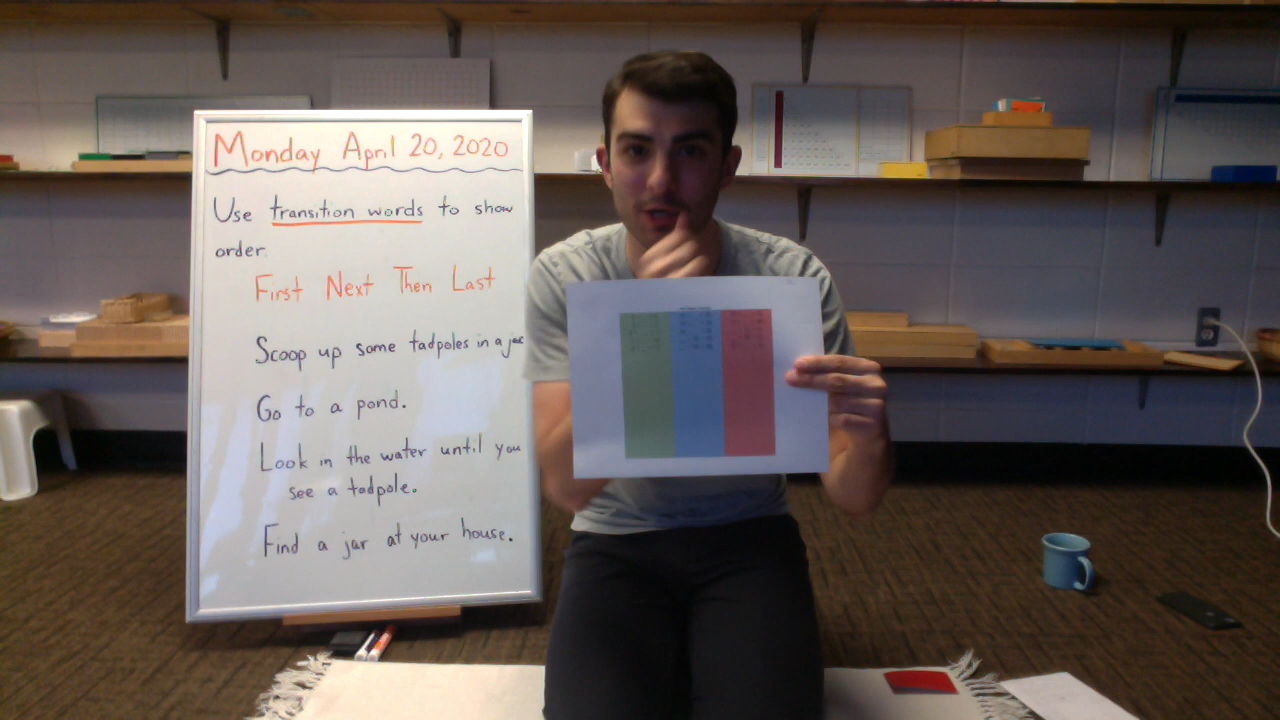 Monday April 20, 2020
Use transition words to show
order.
First Next Then Last
Scoop up some tadpoles in a jar
Go to a pond.
Look in the water until you
see a tadpole.
Find a jar at your house.